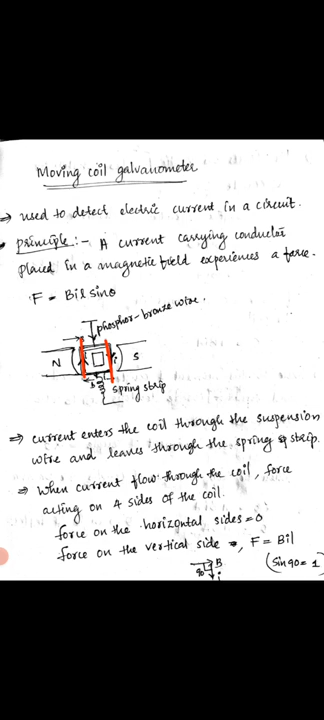 Moving coil galvanometer
⇒ used to detect electric current in a circuit.
principle:- A current carrying conductor
placed in a magnetic field experiences a force.
F = Bil sinθ
phosphor-bronze wire.
N S
b
spring strip
⇒ current enters the coil through the suspension
wire and leaves through the spring strip.
⇒ When current flow through the coil, force
acting on 4 sides of the coil.
force on the horizontal sides = 0
force on the vertical side, F = Bil
90 B
i
(sin 90 = 1)